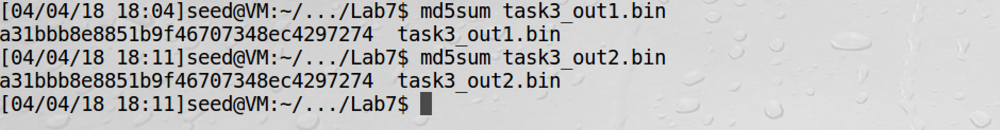 [04/04/18 18:04]seed@VM:~/.../Lab7$ md5sum task3_out1.bin
a31bbb8e8851b9f46707348ec4297274  task3_out1.bin
[04/04/18 18:11]seed@VM:~/.../Lab7$ md5sum task3_out2.bin
a31bbb8e8851b9f46707348ec4297274  task3_out2.bin
[04/04/18 18:11]seed@VM:~/.../Lab7$